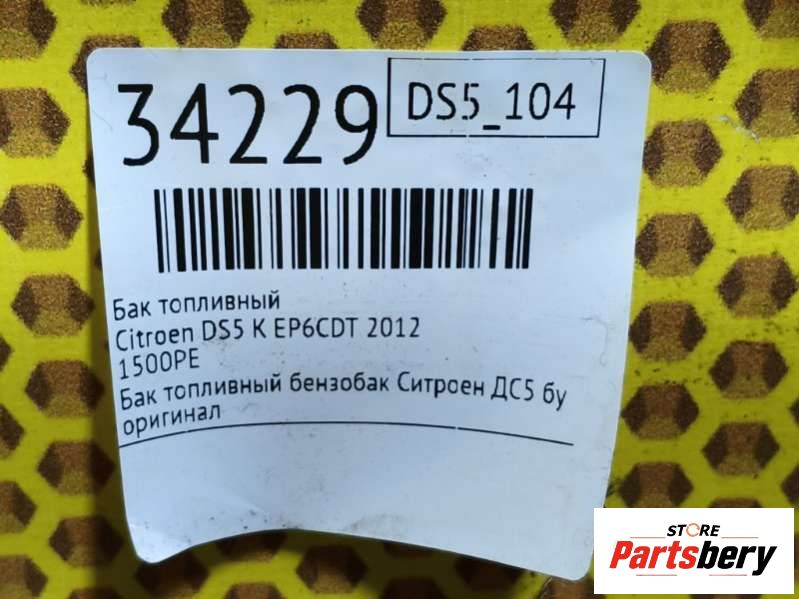 34229
DS5_104
Бак топливный
Citroen DS5 K EP6CDT 2012
1500PE
Бак топливный бензобак Ситроен ДС5 бу
оригинал
STORE
Partsbery